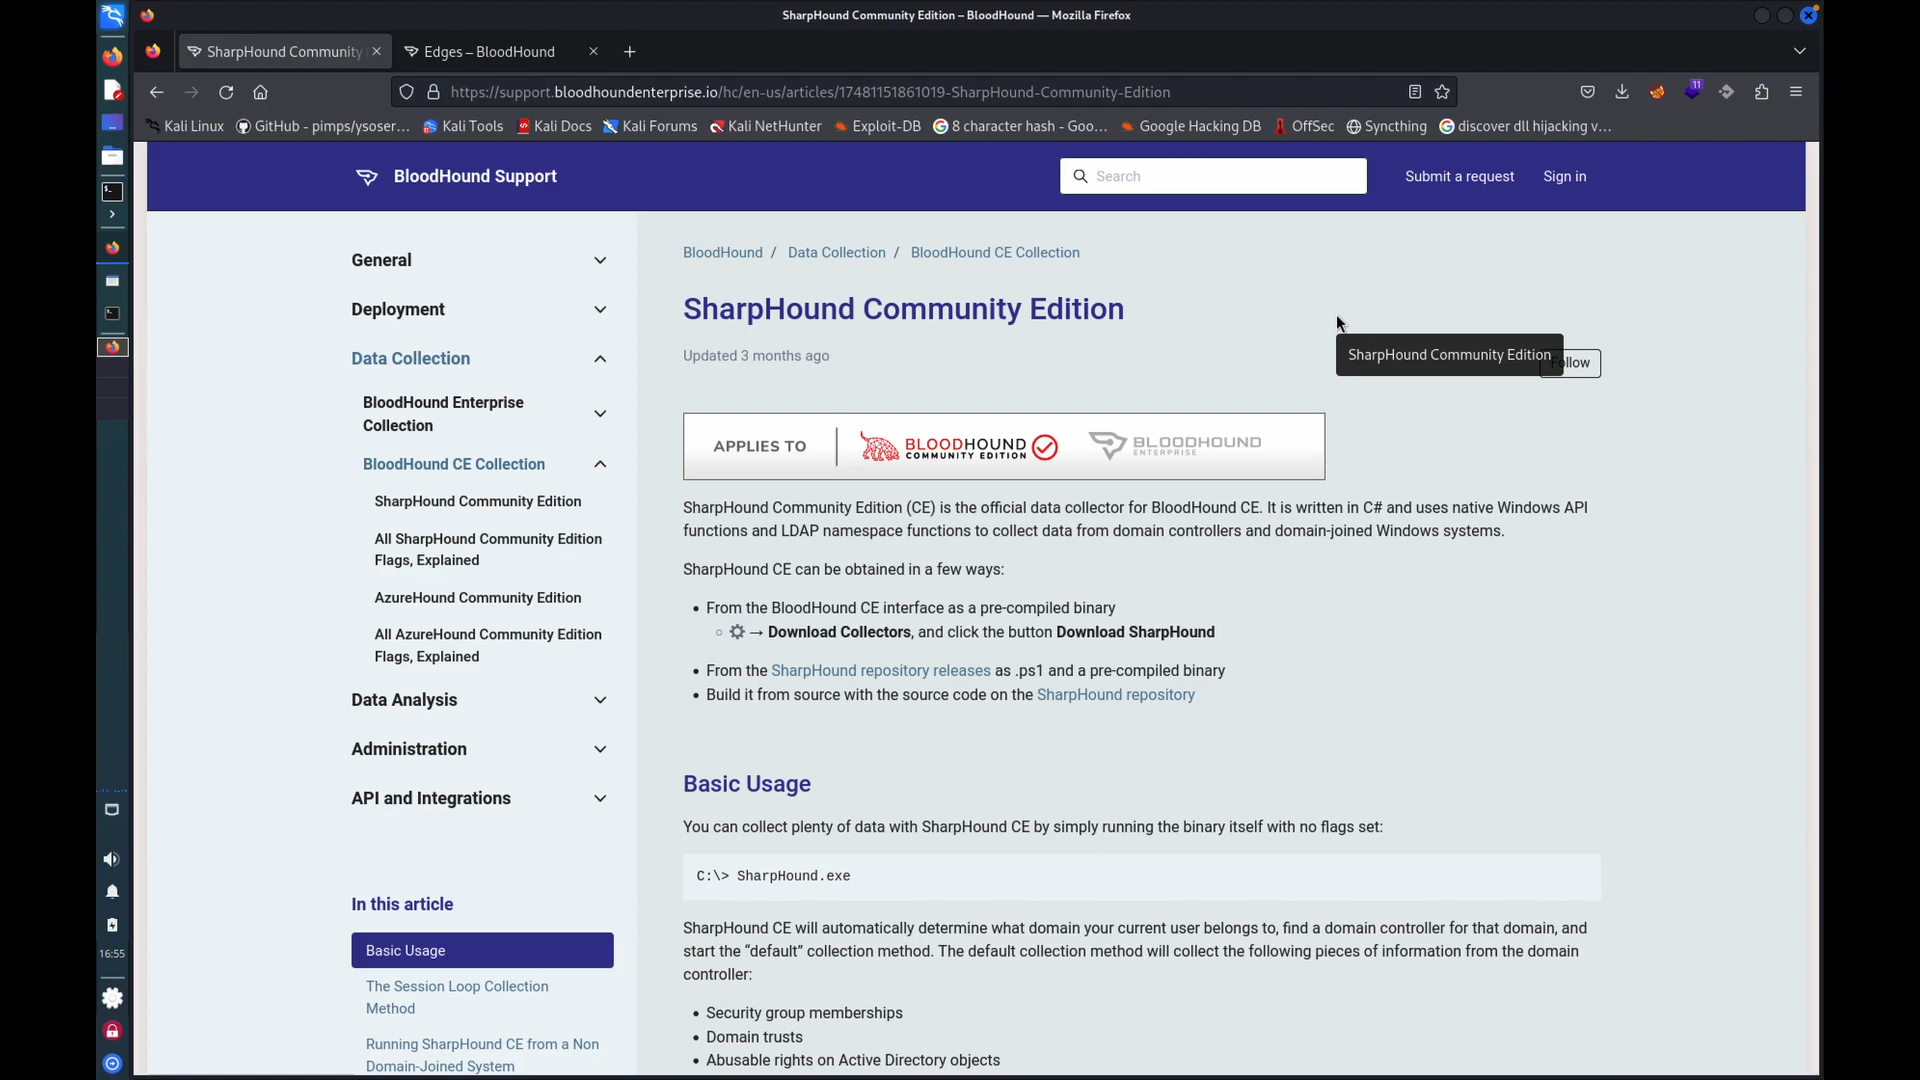 SharpHound Community Edition – BloodHound — Mozilla Firefox
SharpHound Community
Edges – BloodHound
https://support.bloodhoundenterprise.io/hc/en-us/articles/17481151861019-SharpHound-Community-Edition
11
Kali Linux
GitHub - pimps/ysoser...
Kali Tools
Kali Docs
Kali Forums
Kali NetHunter
Exploit-DB
8 character hash - Goo...
Google Hacking DB
OffSec
Syncthing
discover dll hijacking v...
BloodHound Support
Search
Submit a request
Sign in
General
Deployment
Data Collection
BloodHound Enterprise
Collection
BloodHound CE Collection
SharpHound Community Edition
All SharpHound Community Edition
Flags, Explained
AzureHound Community Edition
All AzureHound Community Edition
Flags, Explained
Data Analysis
Administration
API and Integrations
In this article
Basic Usage
The Session Loop Collection
Method
Running SharpHound CE from a Non
Domain-Joined System
BloodHound / Data Collection / BloodHound CE Collection
SharpHound Community Edition
Updated 3 months ago
SharpHound Community Edition
ollow
APPLIES TO
BLOODHOUND
COMMUNITY EDITION
BLOODHOUND
ENTERPRISE
SharpHound Community Edition (CE) is the official data collector for BloodHound CE. It is written in C# and uses native Windows API
functions and LDAP namespace functions to collect data from domain controllers and domain-joined Windows systems.
SharpHound CE can be obtained in a few ways:
• From the BloodHound CE interface as a pre-compiled binary
→ Download Collectors, and click the button Download SharpHound
• From the SharpHound repository releases as .ps1 and a pre-compiled binary
• Build it from source with the source code on the SharpHound repository
Basic Usage
You can collect plenty of data with SharpHound CE by simply running the binary itself with no flags set:
C:\> SharpHound.exe
SharpHound CE will automatically determine what domain your current user belongs to, find a domain controller for that domain, and
start the “default” collection method. The default collection method will collect the following pieces of information from the domain
controller:
• Security group memberships
• Domain trusts
• Abusable rights on Active Directory objects
16:55